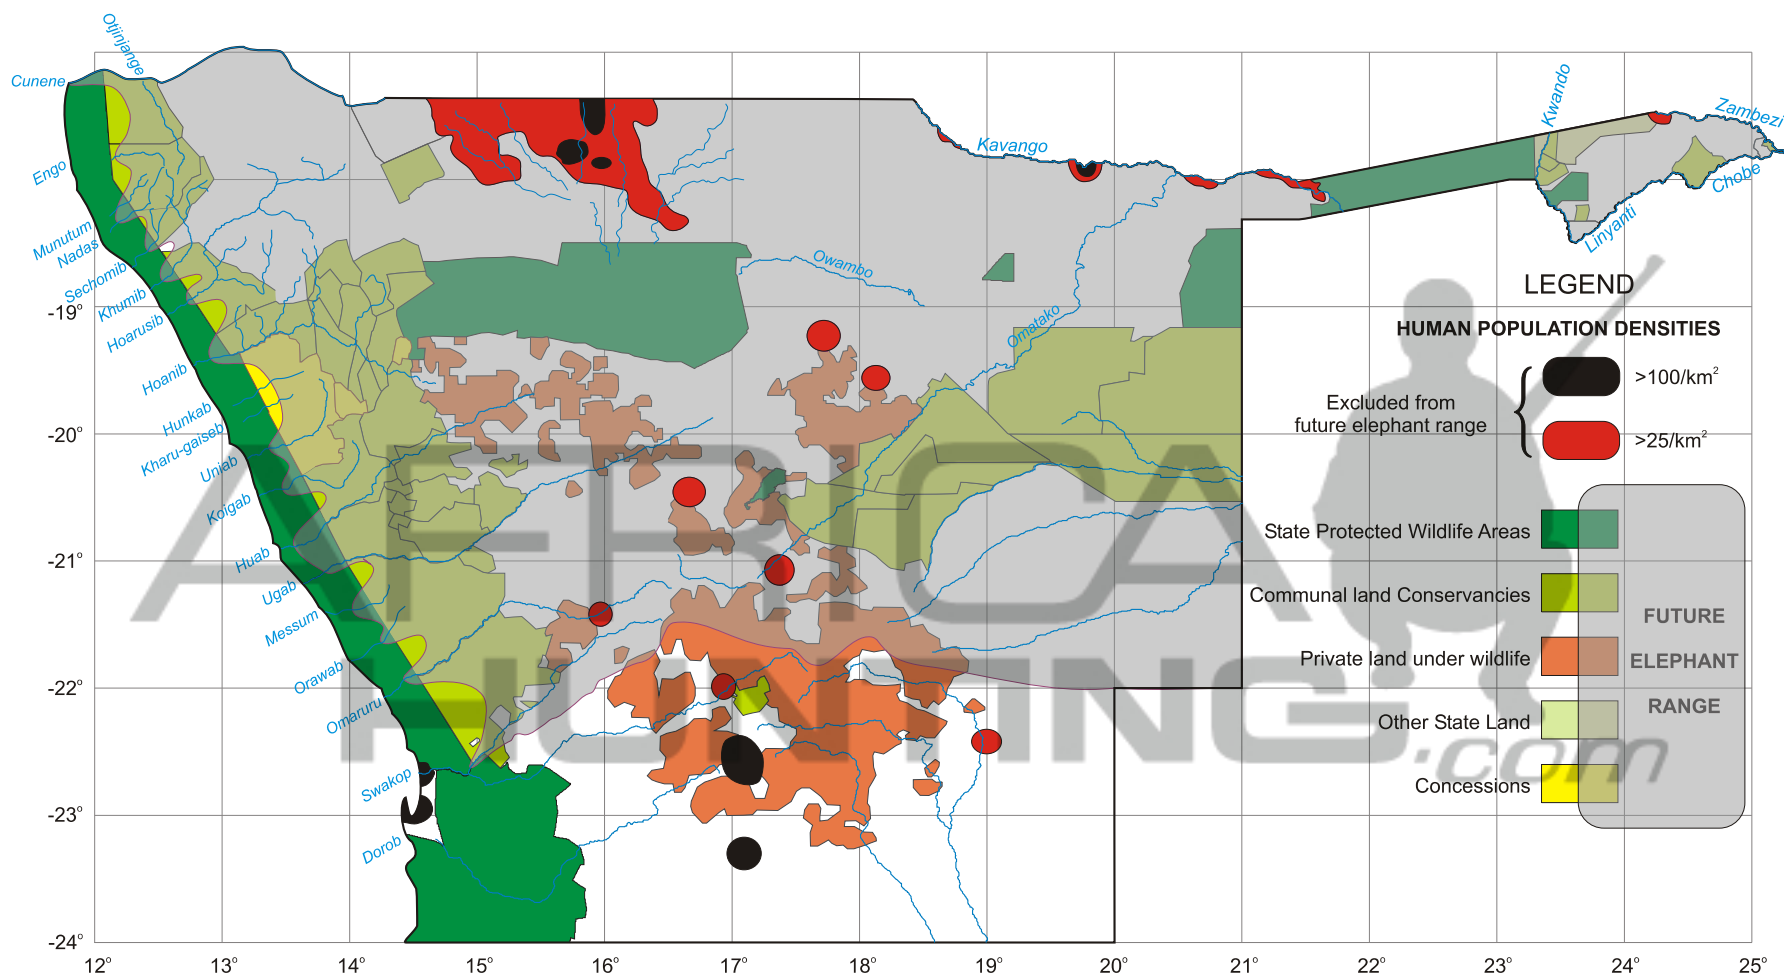 Otjinjange
Cunene
Engo
Munutum
Nadas
Sechomib
Khumib
Hoarusib
Hoanib
Hunkab
Kharu-gaiseb
Uniab
Koigab
Huab
Ugab
Messum
Orawab
Omaruru
Swakop
Dorob
Kavango
Owambo
Omatako
Kwando
Zambezi
Chobe
Linyanti
LEGEND
HUMAN POPULATION DENSITIES
>100/km²
Excluded from
future elephant range
>25/km²
State Protected Wildlife Areas
Communal land Conservancies
Private land under wildlife
Other State Land
Concessions
FUTURE
ELEPHANT
RANGE
AFRICA
HUNTING
.com
-19°
-20°
-21°
-22°
-23°
-24°
12° 13° 14° 15° 16° 17° 18° 19° 20° 21° 22° 23° 24° 25°